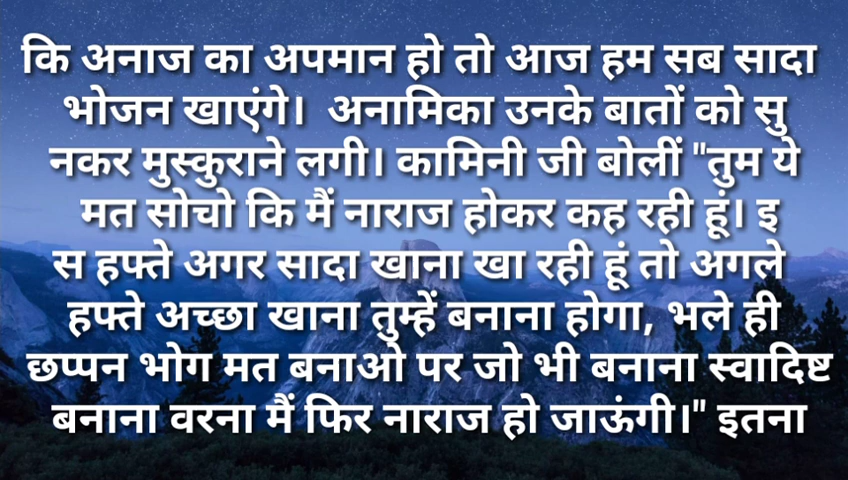 कि अनाज का अपमान हो तो आज हम सब सादा
भोजन खाएंगे।  अनामिका उनके बातों को सु
नकर मुस्कुराने लगी। कामिनी जी बोलीं "तुम ये
मत सोचो कि मैं नाराज होकर कह रही हूं। इ
स हफ्ते अगर सादा खाना खा रही हूं तो अगले
हफ्ते अच्छा खाना तुम्हें बनाना होगा, भले ही
छप्पन भोग मत बनाओ पर जो भी बनाना स्वादिष्ट
बनाना वरना मैं फिर नाराज हो जाऊंगी।" इतना